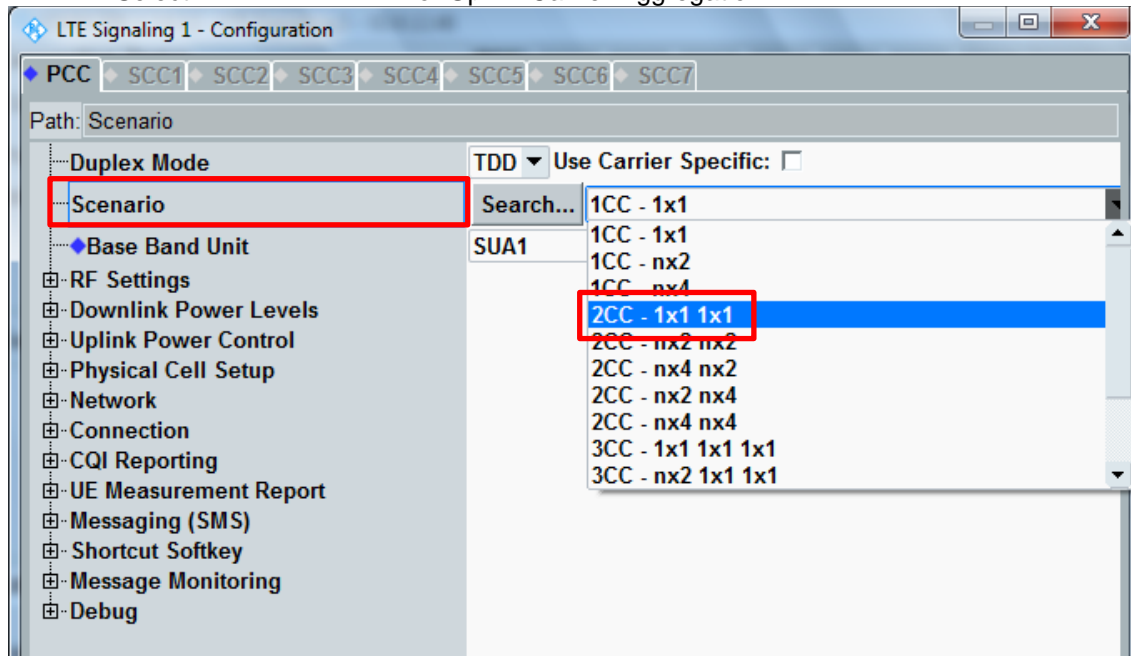 LTE Signaling 1 - Configuration
PCC SCC1 SCC2 SCC3 SCC4 SCC5 SCC6 SCC7
Path: Scenario
Duplex Mode TDD Use Carrier Specific:
Scenario Search... 1CC - 1x1
1CC - 1x1
Base Band Unit SUA1
1CC - nx2
RF Settings
1CC - nx4
Downlink Power Levels
2CC - 1x1 1x1
Uplink Power Control
2CC - nx2 nx2
Physical Cell Setup
2CC - nx4 nx2
Network
2CC - nx2 nx4
Connection
2CC - nx4 nx4
CQI Reporting
3CC - 1x1 1x1 1x1
UE Measurement Report
3CC - nx2 1x1 1x1
Messaging (SMS)
Shortcut Softkey
Message Monitoring
Debug